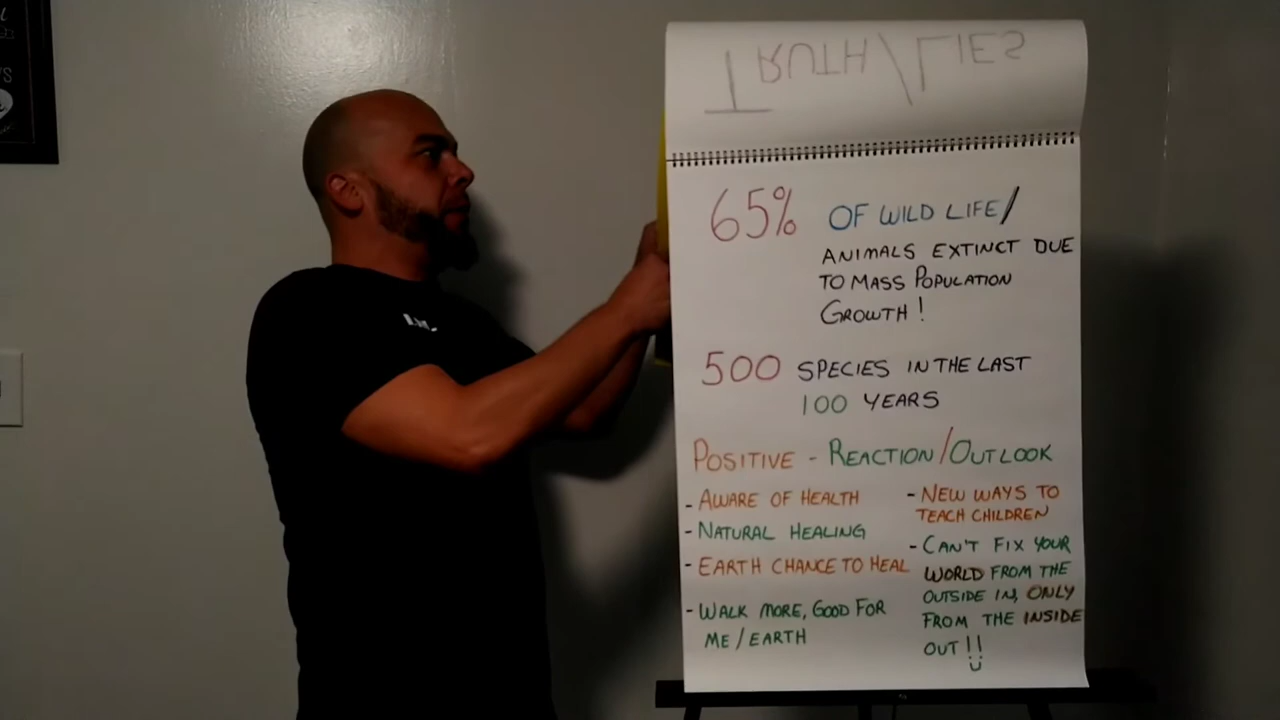 TRUTH/LIES
65% OF WILD LIFE/
ANIMALS EXTINCT DUE
TO MASS POPULATION
GROWTH!
500 SPECIES IN THE LAST
100 YEARS
POSITIVE - REACTION/OUTLOOK
- AWARE OF HEALTH
- NATURAL HEALING
- EARTH CHANCE TO HEAL
- WALK MORE, GOOD FOR
ME/EARTH
- NEW WAYS TO
TEACH CHILDREN
- CAN'T FIX YOUR
WORLD FROM THE
OUTSIDE IN, ONLY
FROM THE INSIDE
OUT!!